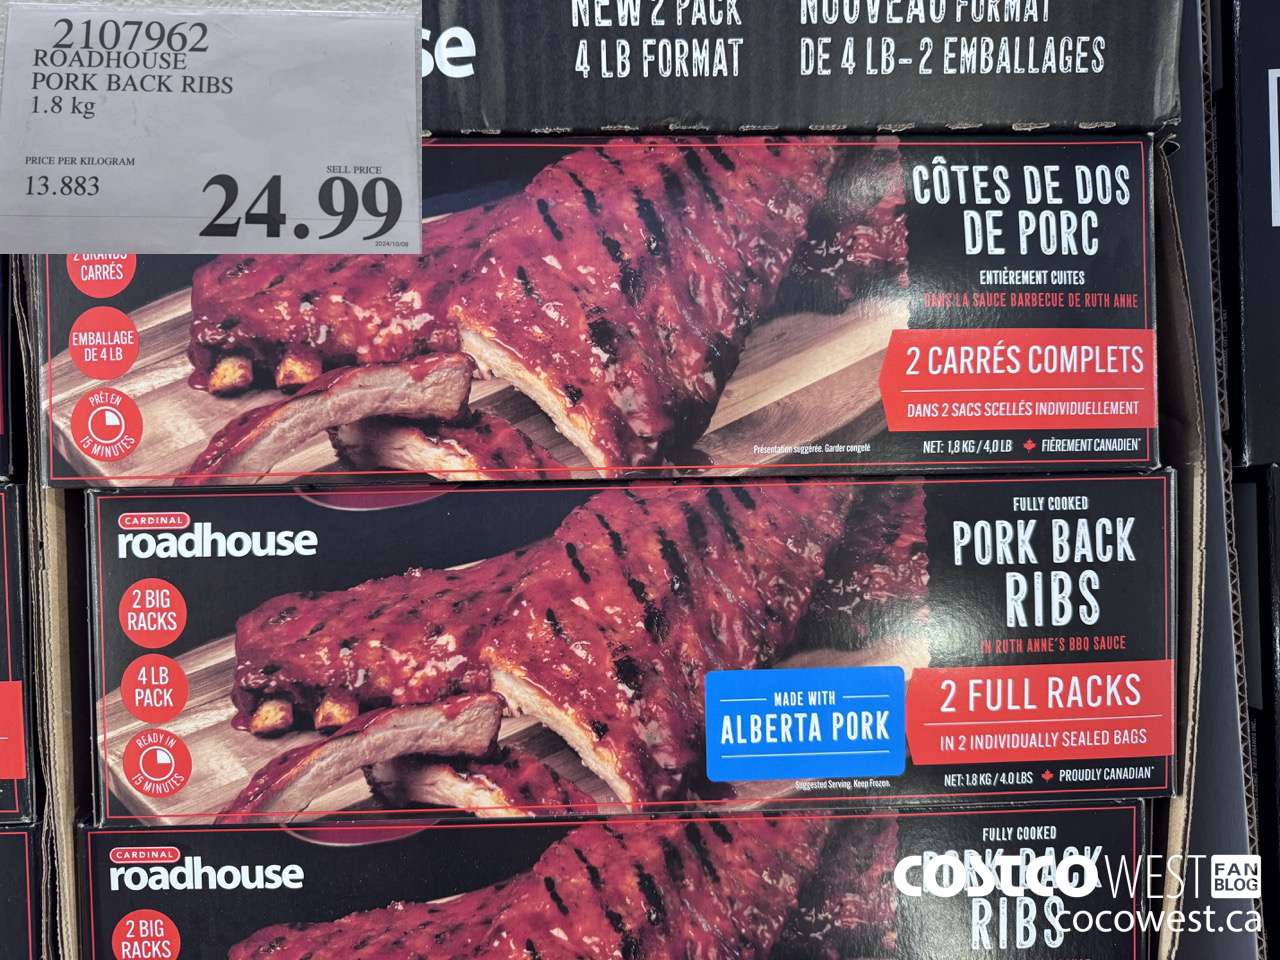 2107962
ROADHOUSE
PORK BACK RIBS
1.8 kg
PRICE PER KILOGRAM
13.883
SELL PRICE
24.99
2024/10/08
se
NEW 2 PACK
4 LB FORMAT
NOUVEAU FORMAT
DE 4 LB-2 EMBALLAGES
2 GRANDS
CARRÉS
EMBALLAGE
DE 4 LB
PRÊT EN
15 MINUTES
CÔTES DE DOS
DE PORC
ENTIÈREMENT CUITES
DANS LA SAUCE BARBECUE DE RUTH ANNE
2 CARRÉS COMPLETS
DANS 2 SACS SCELLÉS INDIVIDUELLEMENT
Présentation suggérée. Garder congelé
NET: 1,8 KG / 4,0 LB FIÈREMENT CANADIEN*
CARDINAL
roadhouse
2 BIG
RACKS
4 LB
PACK
READY IN
15 MINUTES
FULLY COOKED
PORK BACK
RIBS
IN RUTH ANNE'S BBQ SAUCE
MADE WITH
ALBERTA PORK
2 FULL RACKS
IN 2 INDIVIDUALLY SEALED BAGS
Suggested Serving. Keep Frozen.
NET: 1.8 KG / 4.0 LBS PROUDLY CANADIAN*
CARDINAL
roadhouse
2 BIG
RACKS
FULLY COOKED
PORK BACK
RIBS
COSTCO WEST FAN BLOG
cocowest.ca